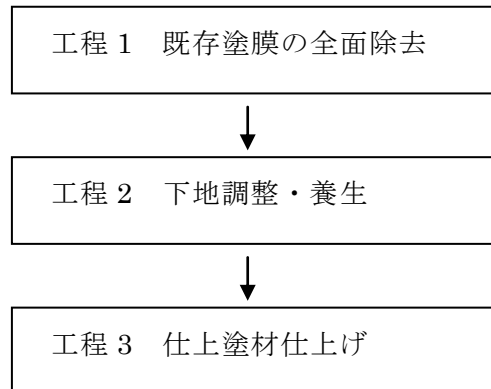 工程 1　既存塗膜の全面除去
工程 2　下地調整・養生
工程 3　仕上塗材仕上げ